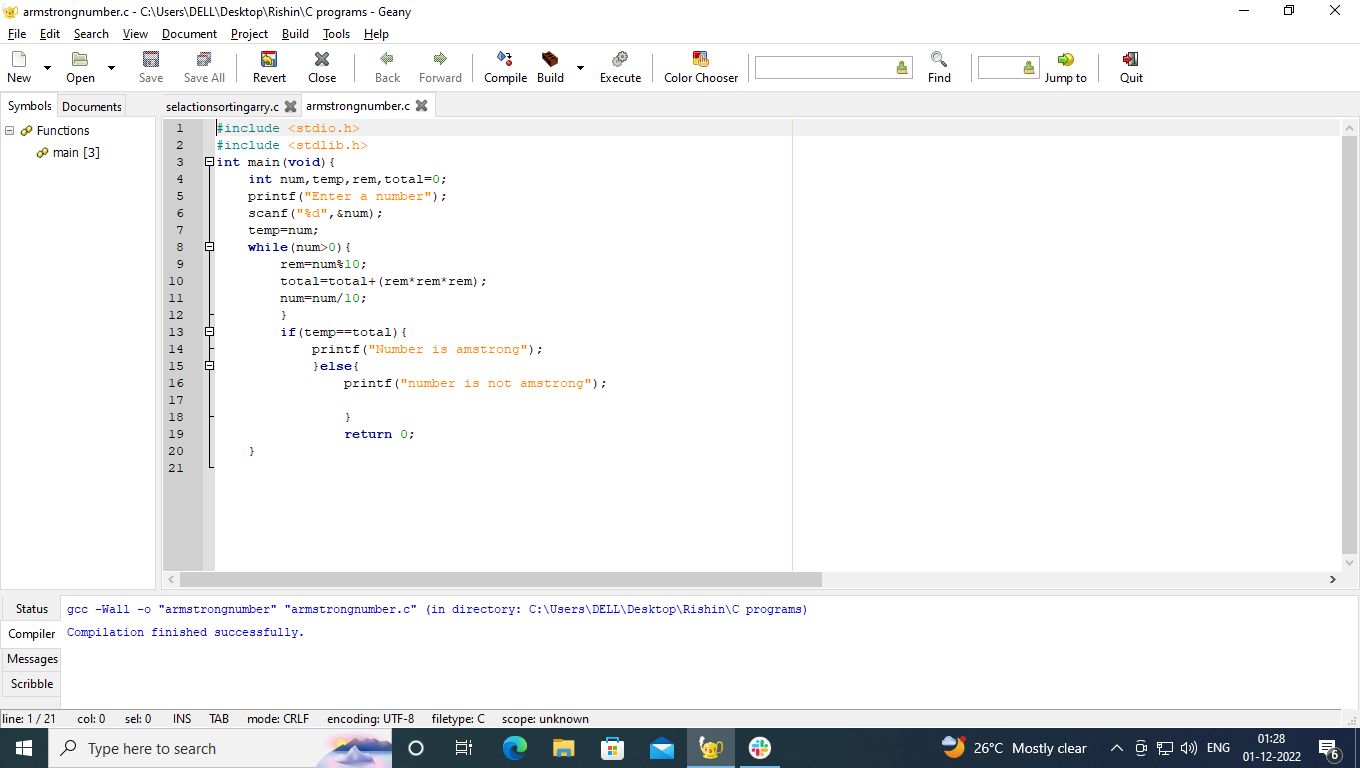 armstrongnumber.c - C:\Users\DELL\Desktop\Rishin\C programs - Geany
File Edit Search View Document Project Build Tools Help
New Open Save Save All Revert Close Back Forward Compile Build Execute Color Chooser Find Jump to Quit
Symbols Documents selactionsortingarry.c armstrongnumber.c
Functions
main [3]
1 #include <stdio.h>
2 #include <stdlib.h>
3 int main(void){
4 int num,temp,rem,total=0;
5 printf("Enter a number");
6 scanf("%d",&num);
7 temp=num;
8 while(num>0){
9 rem=num%10;
10 total=total+(rem*rem*rem);
11 num=num/10;
12 }
13 if(temp==total){
14 printf("Number is amstrong");
15 }else{
16 printf("number is not amstrong");
17
18 }
19 return 0;
20 }
21
Status
Compiler
Messages
Scribble
gcc -Wall -o "armstrongnumber" "armstrongnumber.c" (in directory: C:\Users\DELL\Desktop\Rishin\C programs)
Compilation finished successfully.
line: 1 / 21 col: 0 sel: 0 INS TAB mode: CRLF encoding: UTF-8 filetype: C scope: unknown
Type here to search
26°C Mostly clear
ENG
01:28
01-12-2022
6